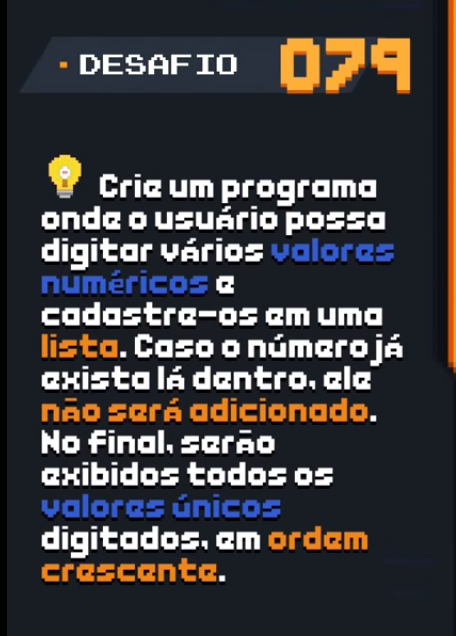 DESAFIO 079
Crie um programa
onde o usuário possa
digitar vários valores
numéricos e
cadastre-os em uma
lista. Caso o número já
exista lá dentro, ele
não será adicionado.
No final, serão
exibidos todos os
valores únicos
digitados, em ordem
crescente.